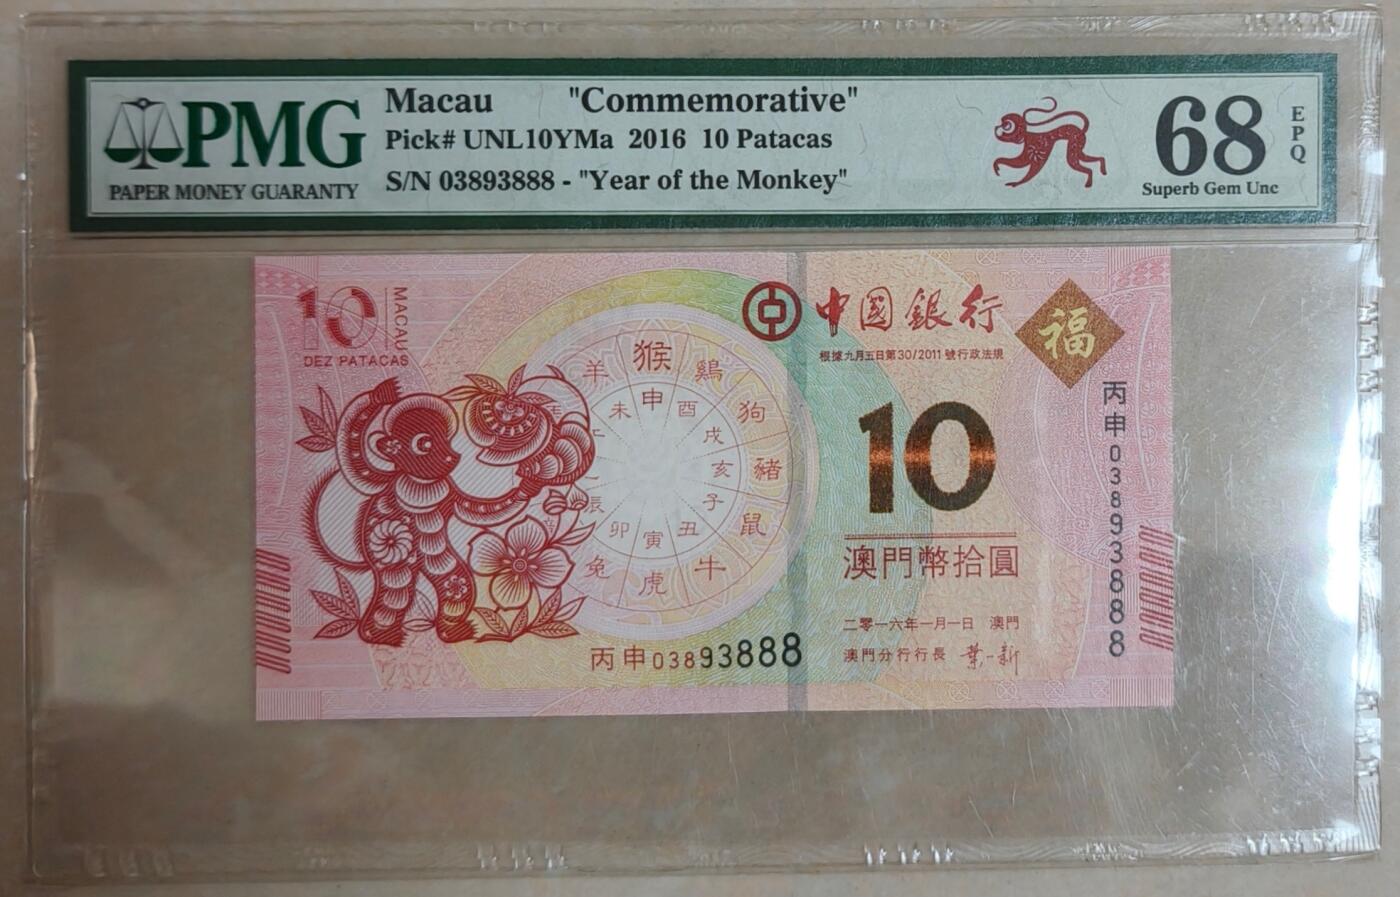 PMG
PAPER MONEY GUARANTY
Macau "Commemorative"
Pick# UNL10YMa 2016 10 Patacas
S/N 03893888 - "Year of the Monkey"
68
EPQ
Superb Gem Unc
10
MACAU
DEZ PATACAS
中國銀行
根據九月五日第30/2011號行政法規
福
猴
雞
狗
豬
鼠
牛
虎
兔
羊
申
酉
戌
亥
子
丑
寅
卯
辰
未
10
澳門幣拾圓
二零一六年一月一日 澳門
澳門分行行長 葉一新
丙申03893888
丙申03893888